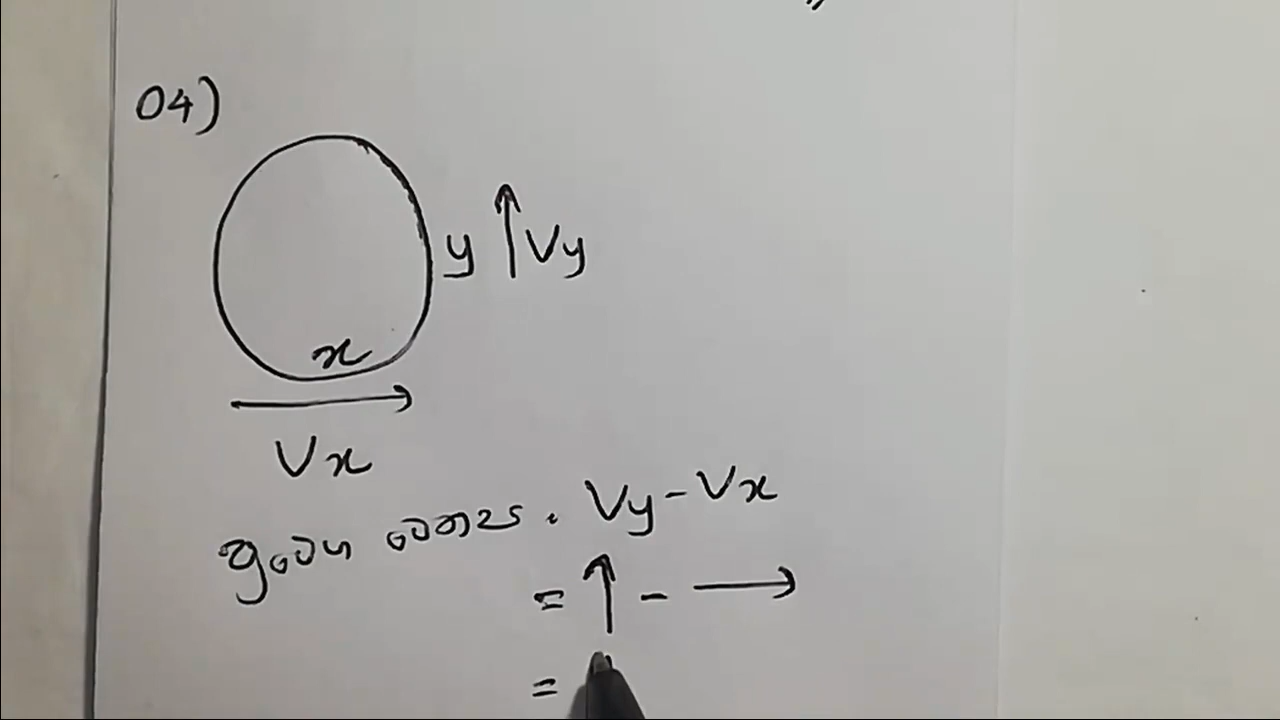 04)
y ↑ Vy
x
→
Vx
ප්‍රවේග වෙනස . Vy - Vx
= ↑ - →
=